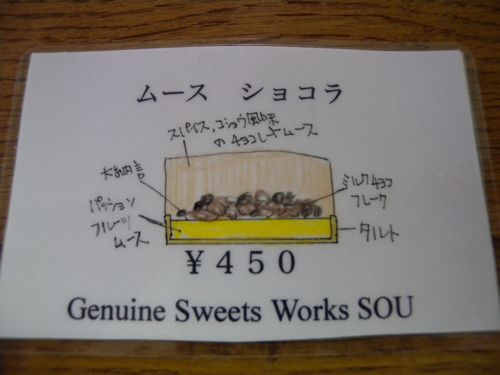 ムース ショコラ
スパイス、コショウ風味
のチョコレートムース
大納言
ミルクチョコ
フレーク
パッション
フルーツ
ムース
タルト
￥４５０
Genuine Sweets Works SOU